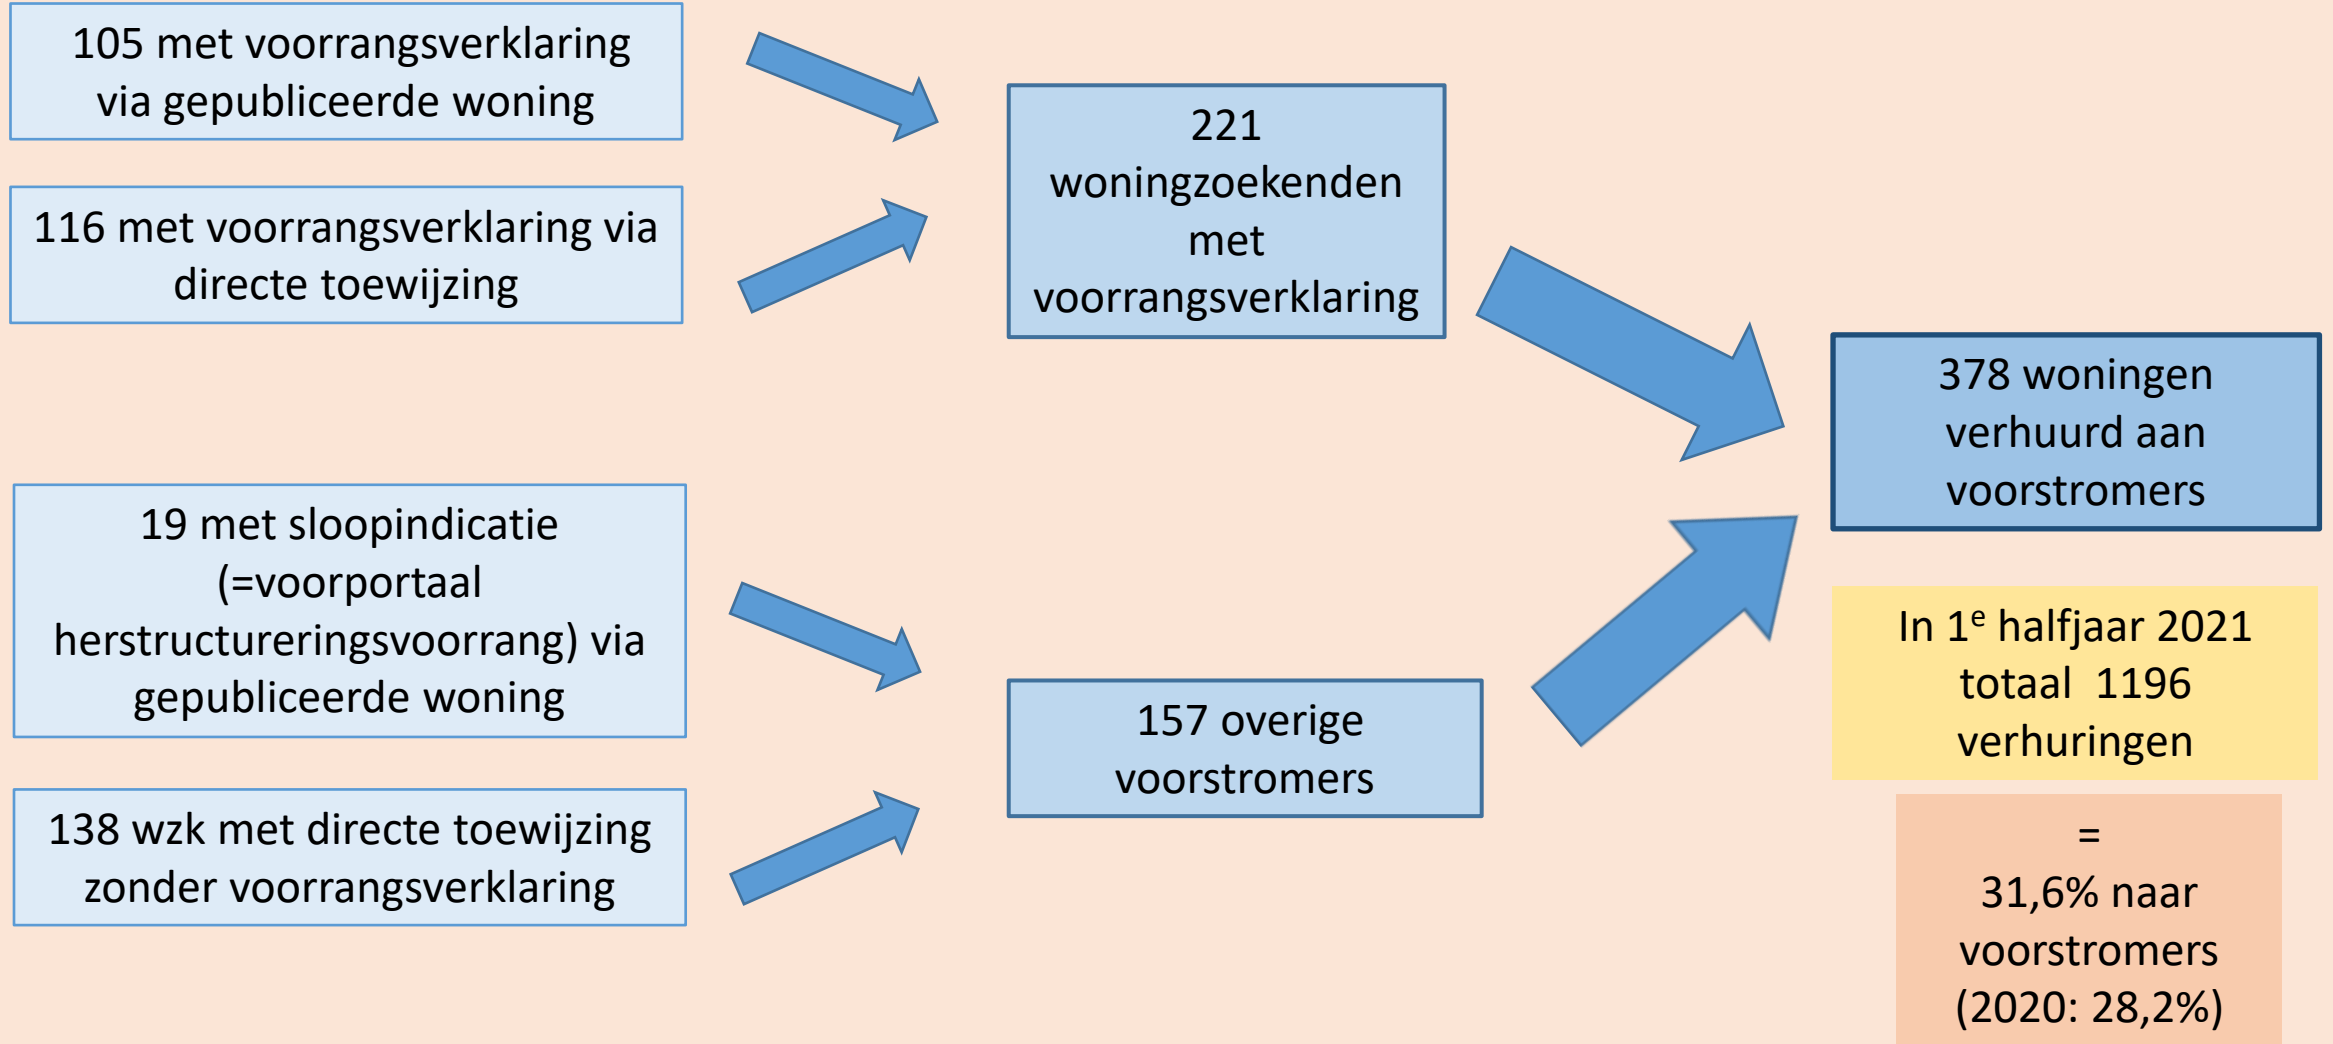 105 met voorrangsverklaring
via gepubliceerde woning
116 met voorrangsverklaring via
directe toewijzing
221
woningzoekenden
met
voorrangsverklaring
19 met sloopindicatie
(=voorportaal
herstructureringsvoorrang) via
gepubliceerde woning
138 wzk met directe toewijzing
zonder voorrangsverklaring
157 overige
voorstromers
378 woningen
verhuurd aan
voorstromers
In 1e halfjaar 2021
totaal 1196
verhuringen
=
31,6% naar
voorstromers
(2020: 28,2%)